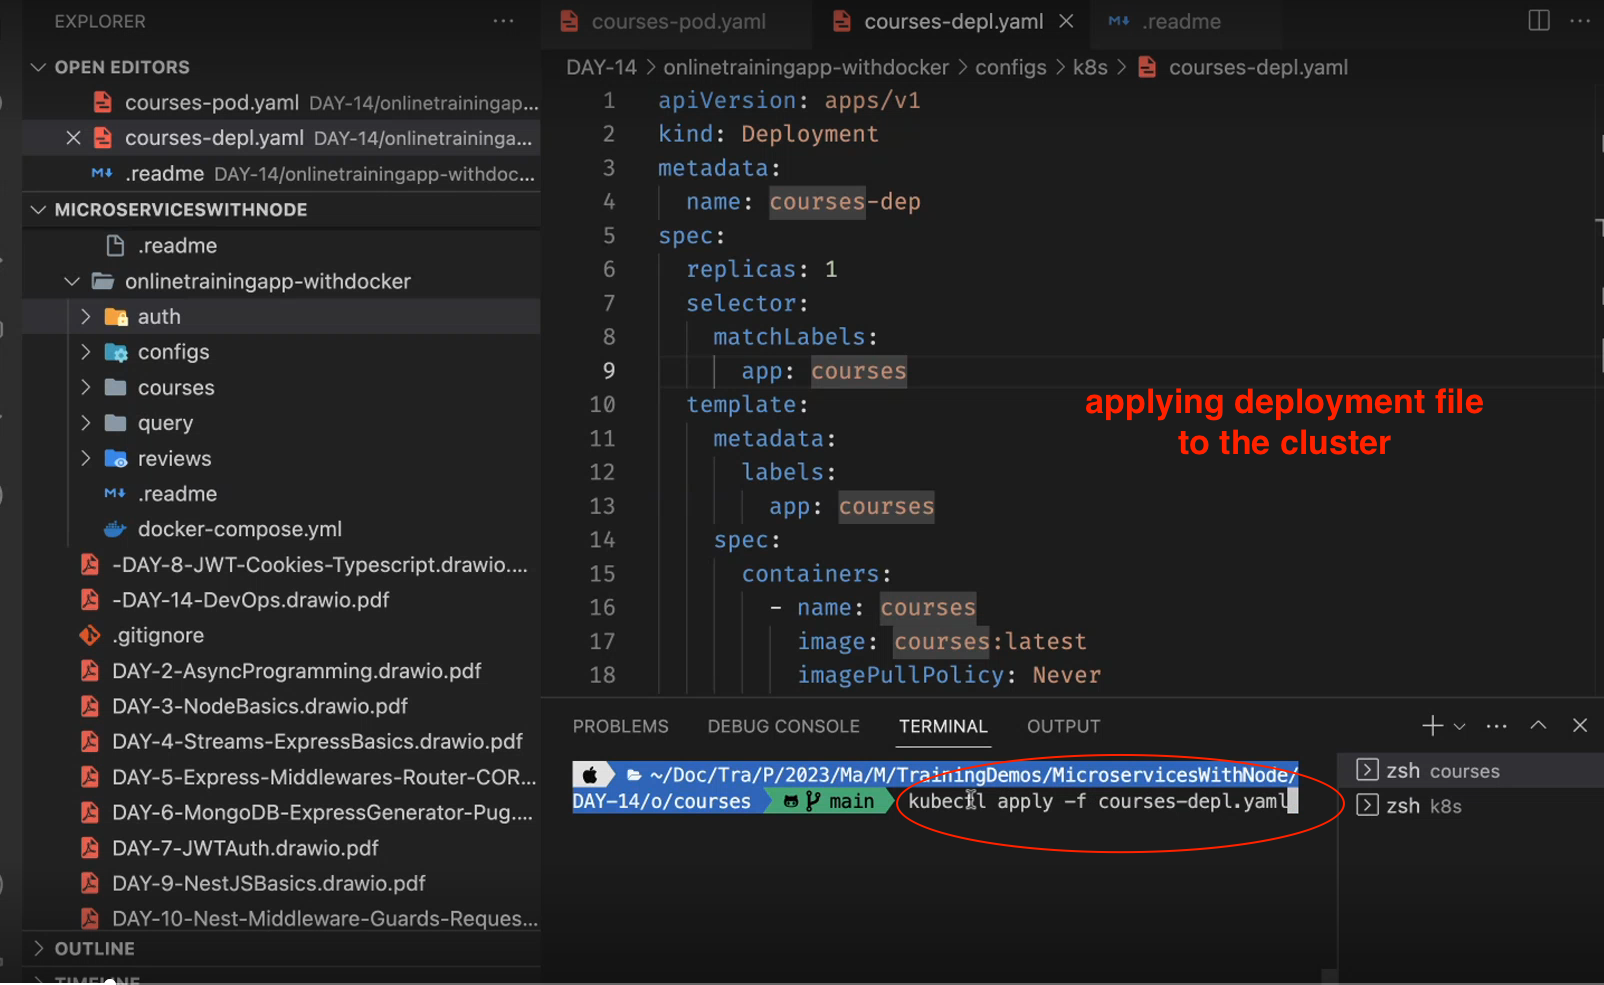 EXPLORER
OPEN EDITORS
courses-pod.yaml DAY-14/onlinetrainingap...
courses-depl.yaml DAY-14/onlinetraininga...
.readme DAY-14/onlinetrainingapp-withdoc...
MICROSERVICESWITHNODE
.readme
onlinetrainingapp-withdocker
auth
configs
courses
query
reviews
.readme
docker-compose.yml
-DAY-8-JWT-Cookies-Typescript.drawio....
-DAY-14-DevOps.drawio.pdf
.gitignore
DAY-2-AsyncProgramming.drawio.pdf
DAY-3-NodeBasics.drawio.pdf
DAY-4-Streams-ExpressBasics.drawio.pdf
DAY-5-Express-Middlewares-Router-COR...
DAY-6-MongoDB-ExpressGenerator-Pug....
DAY-7-JWTAuth.drawio.pdf
DAY-9-NestJSBasics.drawio.pdf
DAY-10-Nest-Middleware-Guards-Reques...
OUTLINE
TIMELINE
courses-pod.yaml
courses-depl.yaml
.readme
DAY-14 > onlinetrainingapp-withdocker > configs > k8s > courses-depl.yaml
1 apiVersion: apps/v1
2 kind: Deployment
3 metadata:
4 name: courses-dep
5 spec:
6 replicas: 1
7 selector:
8 matchLabels:
9 app: courses
10 template:
11 metadata:
12 labels:
13 app: courses
14 spec:
15 containers:
16 - name: courses
17 image: courses:latest
18 imagePullPolicy: Never
applying deployment file
to the cluster
PROBLEMS DEBUG CONSOLE TERMINAL OUTPUT
~/Doc/Tra/P/2023/Ma/M/TrainingDemos/MicroservicesWithNode/
DAY-14/o/courses main kubectl apply -f courses-depl.yaml
zsh courses
zsh k8s